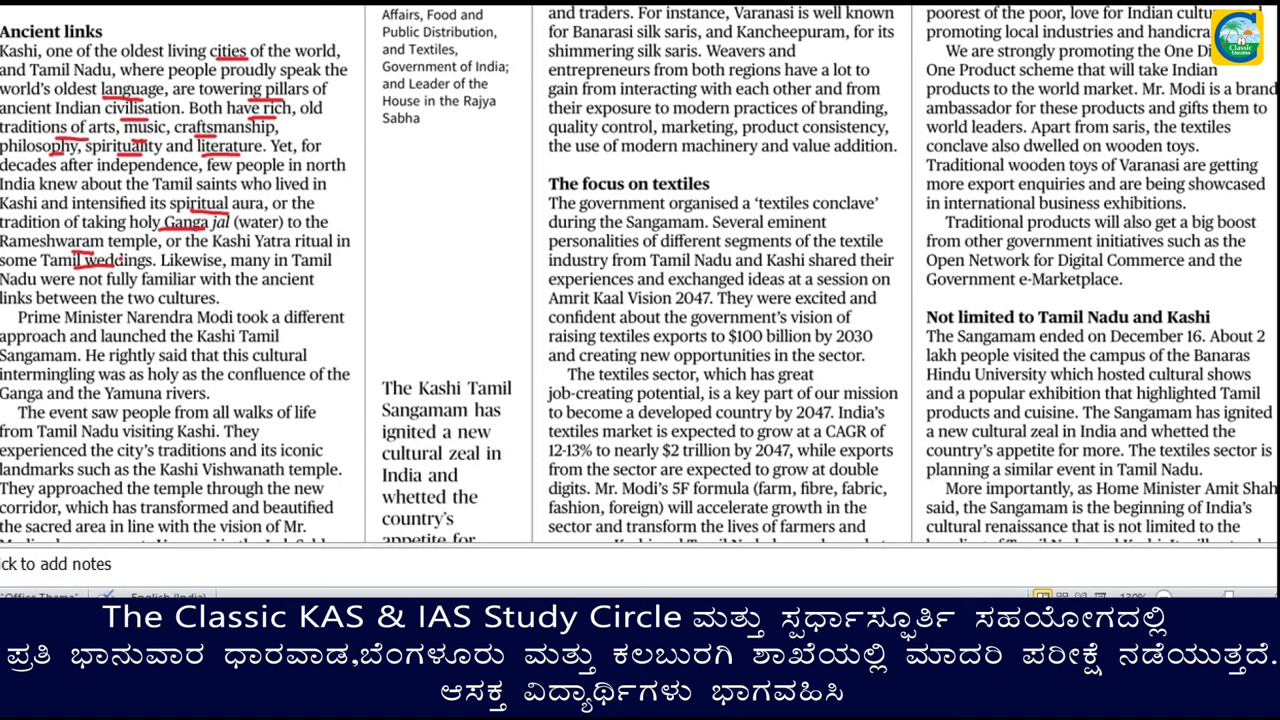 Ancient links
Kashi, one of the oldest living cities of the world,
and Tamil Nadu, where people proudly speak the
world's oldest language, are towering pillars of
ancient Indian civilisation. Both have rich, old
traditions of arts, music, craftsmanship,
philosophy, spirituality and literature. Yet, for
decades after independence, few people in north
India knew about the Tamil saints who lived in
Kashi and intensified its spiritual aura, or the
tradition of taking holy Ganga jal (water) to the
Rameshwaram temple, or the Kashi Yatra ritual in
some Tamil weddings. Likewise, many in Tamil
Nadu were not fully familiar with the ancient
links between the two cultures.
Prime Minister Narendra Modi took a different
approach and launched the Kashi Tamil
Sangamam. He rightly said that this cultural
intermingling was as holy as the confluence of the
Ganga and the Yamuna rivers.
The event saw people from all walks of life
from Tamil Nadu visiting Kashi. They
experienced the city's traditions and its iconic
landmarks such as the Kashi Vishwanath temple.
They approached the temple through the new
corridor, which has transformed and beautified
the sacred area in line with the vision of Mr.
Affairs, Food and
Public Distribution,
and Textiles,
Government of India;
and Leader of the
House in the Rajya
Sabha
The Kashi Tamil
Sangamam has
ignited a new
cultural zeal in
India and
whetted the
country's
appetite for
and traders. For instance, Varanasi is well known
for Banarasi silk saris, and Kancheepuram, for its
shimmering silk saris. Weavers and
entrepreneurs from both regions have a lot to
gain from interacting with each other and from
their exposure to modern practices of branding,
quality control, marketing, product consistency,
the use of modern machinery and value addition.
The focus on textiles
The government organised a 'textiles conclave'
during the Sangamam. Several eminent
personalities of different segments of the textile
industry from Tamil Nadu and Kashi shared their
experiences and exchanged ideas at a session on
Amrit Kaal Vision 2047. They were excited and
confident about the government's vision of
raising textiles exports to $100 billion by 2030
and creating new opportunities in the sector.
The textiles sector, which has great
job-creating potential, is a key part of our mission
to become a developed country by 2047. India's
textiles market is expected to grow at a CAGR of
12-13% to nearly $2 trillion by 2047, while exports
from the sector are expected to grow at double
digits. Mr. Modi's 5F formula (farm, fibre, fabric,
fashion, foreign) will accelerate growth in the
sector and transform the lives of farmers and
poorest of the poor, love for Indian
promoting local industries and
We are strongly promoting the One
One Product scheme that will take Indian
products to the world market. Mr. Modi is a brand
ambassador for these products and gifts them to
world leaders. Apart from saris, the textiles
conclave also dwelled on wooden toys.
Traditional wooden toys of Varanasi are getting
more export enquiries and are being showcased
in international business exhibitions.
Traditional products will also get a big boost
from other government initiatives such as the
Open Network for Digital Commerce and the
Government e-Marketplace.
Not limited to Tamil Nadu and Kashi
The Sangamam ended on December 16. About 2
lakh people visited the campus of the Banaras
Hindu University which hosted cultural shows
and a popular exhibition that highlighted Tamil
products and cuisine. The Sangamam has ignited
a new cultural zeal in India and whetted the
country's appetite for more. The textiles sector is
planning a similar event in Tamil Nadu.
More importantly, as Home Minister Amit Shah
said, the Sangamam is the beginning of India's
cultural renaissance that is not limited to the
Classic
Education
ck to add notes
The Classic KAS & IAS Study Circle ಮತ್ತು ಸ್ಪರ್ಧಾಸ್ಫೂರ್ತಿ ಸಹಯೋಗದಲ್ಲಿ
ಪ್ರತಿ ಭಾನುವಾರ ಧಾರವಾಡ,ಬೆಂಗಳೂರು ಮತ್ತು ಕಲಬುರಗಿ ಶಾಖೆಯಲ್ಲಿ ಮಾದರಿ ಪರೀಕ್ಷೆ ನಡೆಯುತ್ತದೆ.
ಆಸಕ್ತ ವಿದ್ಯಾರ್ಥಿಗಳು ಭಾಗವಹಿಸಿ